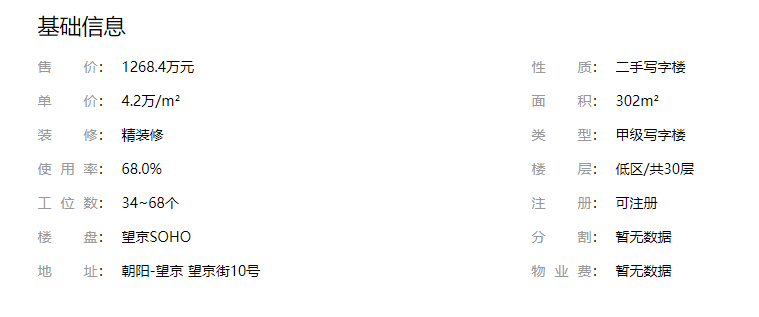 基础信息
售价： 1268.4万元 性质： 二手写字楼
单价： 4.2万/m² 面积： 302m²
装修： 精装修 类型： 甲级写字楼
使用率： 68.0% 楼层： 低区/共30层
工位数： 34~68个 注册： 可注册
楼盘： 望京SOHO 分割： 暂无数据
地址： 朝阳-望京 望京街10号 物业费： 暂无数据